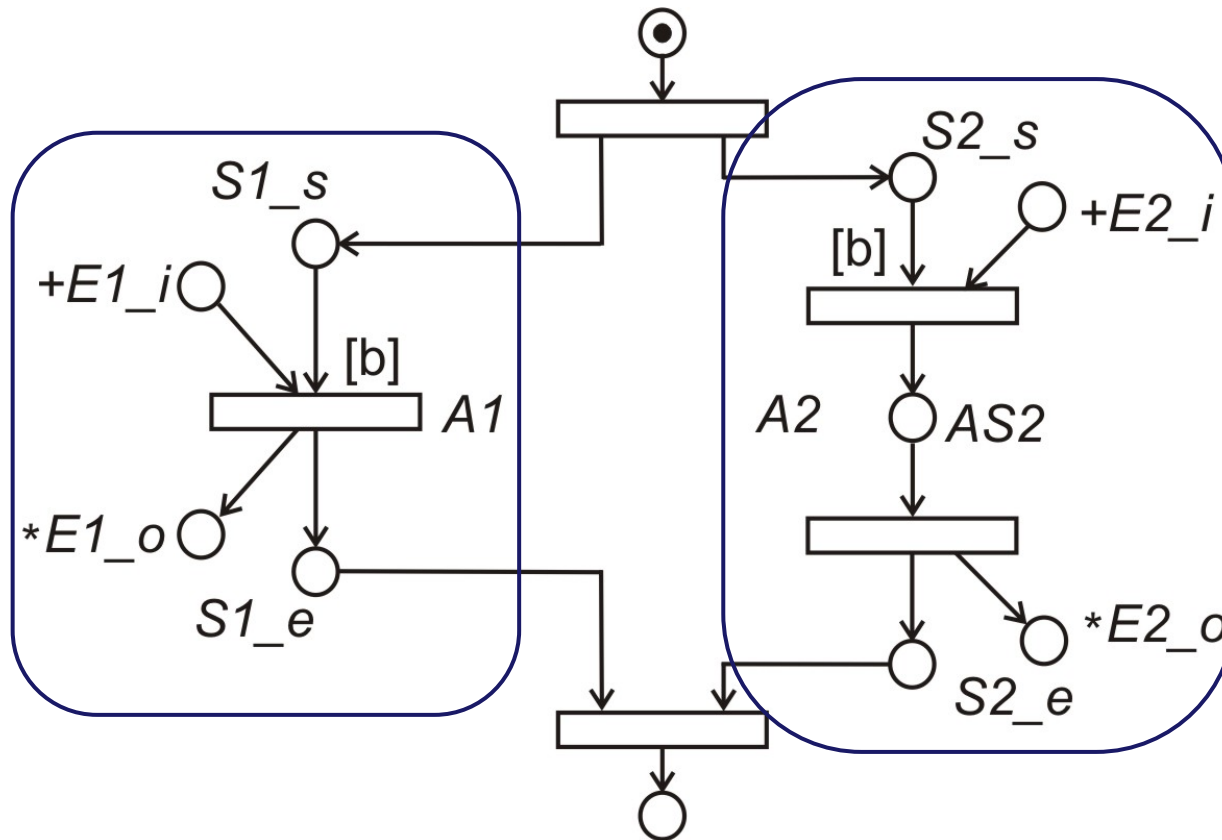 S2_s
S1_s
+E2_i
+E1_i
[b]
[b]
A1
A2
AS2
*E1_o
S1_e
*E2_o
S2_e